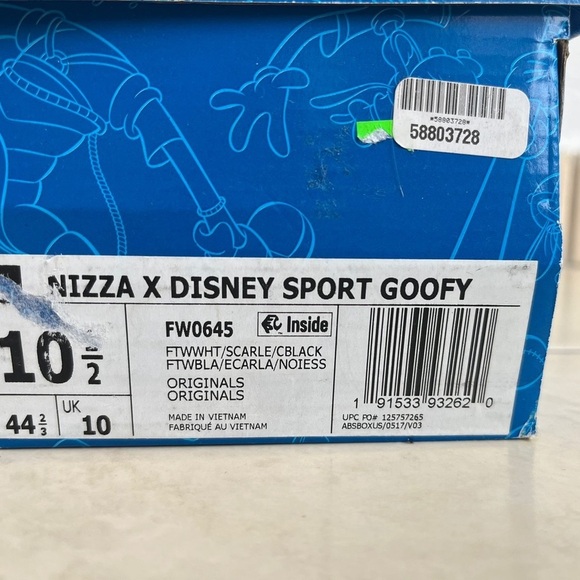 *58803728*
58803728
NIZZA X DISNEY SPORT GOOFY
10 1/2
44 2/3
UK
10
FW0645
Inside
FTWWHT/SCARLE/CBLACK
FTWBLA/ECARLA/NOIESS
ORIGINALS
ORIGINALS
MADE IN VIETNAM
FABRIQUÉ AU VIETNAM
1 91533 93262 0
UPC PO# 125757265
ABSBOXUS/0517/V03